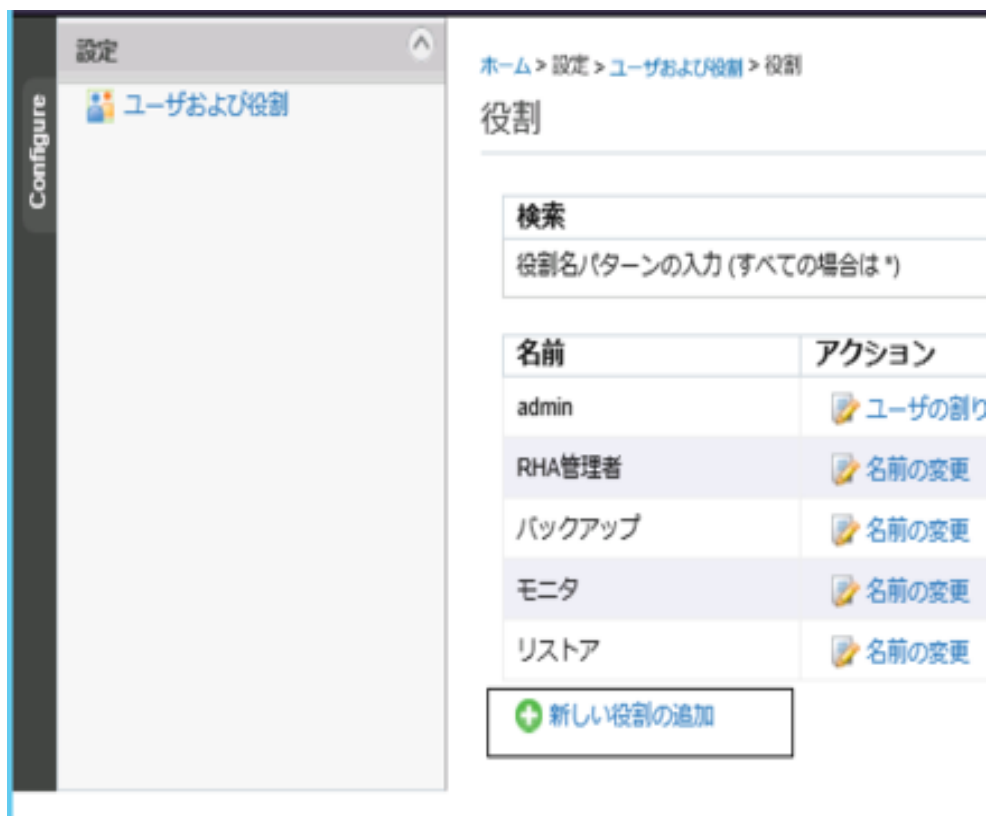 設定
ユーザおよび役割
Configure
ホーム > 設定 > ユーザおよび役割 > 役割
役割
検索
役割名パターンの入力 (すべての場合は *)
名前 アクション
admin ユーザの割り
RHA管理者 名前の変更
バックアップ 名前の変更
モニタ 名前の変更
リストア 名前の変更
新しい役割の追加